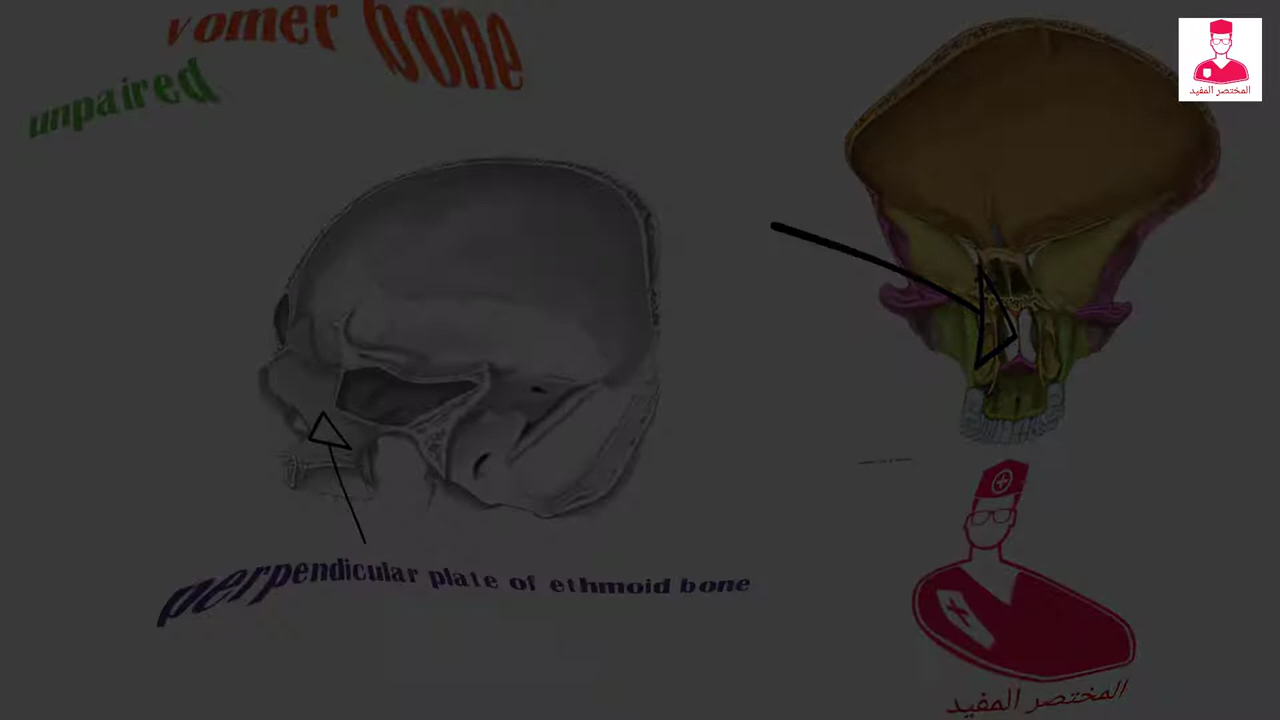 vomer bone
unpaired
المختصر المفيد
perpendicular plate of ethmoid bone
المختصر المفيد